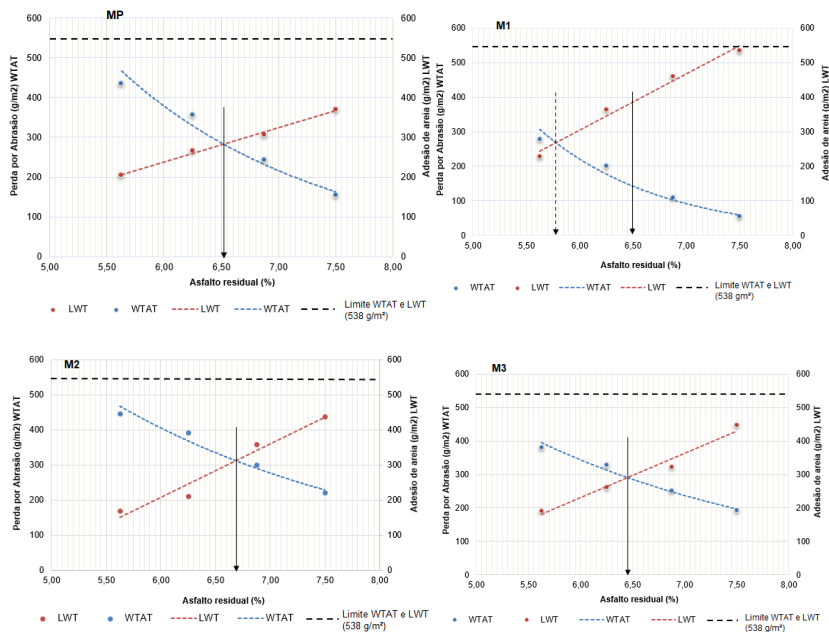 MP
600
500
400
300
200
100
0
Perda por Abrasão (g/m2) WTAT
600
500
400
300
200
100
0
Adesão de areia (g/m2) LWT
5,00 5,50 6,00 6,50 7,00 7,50 8,00
Asfalto residual (%)
LWT WTAT LWT WTAT Limite WTAT e LWT
(538 g/m²)
M1
600
500
400
300
200
100
0
Perda por Abrasão (g/m2) WTAT
600
500
400
300
200
100
0
Adesão de areia (g/m2) LWT
5,00 5,50 6,00 6,50 7,00 7,50 8,00
Asfalto residual (%)
WTAT LWT WTAT LWT Limite WTAT e LWT
(538 gm²)
M2
600
500
400
300
200
100
0
Perda por Abrasão (g/m2) WTAT
600
500
400
300
200
100
0
Adesão de areia (g/m2) LWT
5,00 5,50 6,00 6,50 7,00 7,50 8,00
Asfalto residual (%)
LWT WTAT LWT WTAT Limite WTAT e LWT
(538 g/m²)
M3
600
500
400
300
200
100
0
Perda por Abrasão (g/m2) WTAT
600
500
400
300
200
100
0
Adesão de areia (g/m2) LWT
5,00 5,50 6,00 6,50 7,00 7,50 8,00
Asfalto residual (%)
WTAT LWT WTAT LWT Limite WTAT e LWT
(538 g/m²)